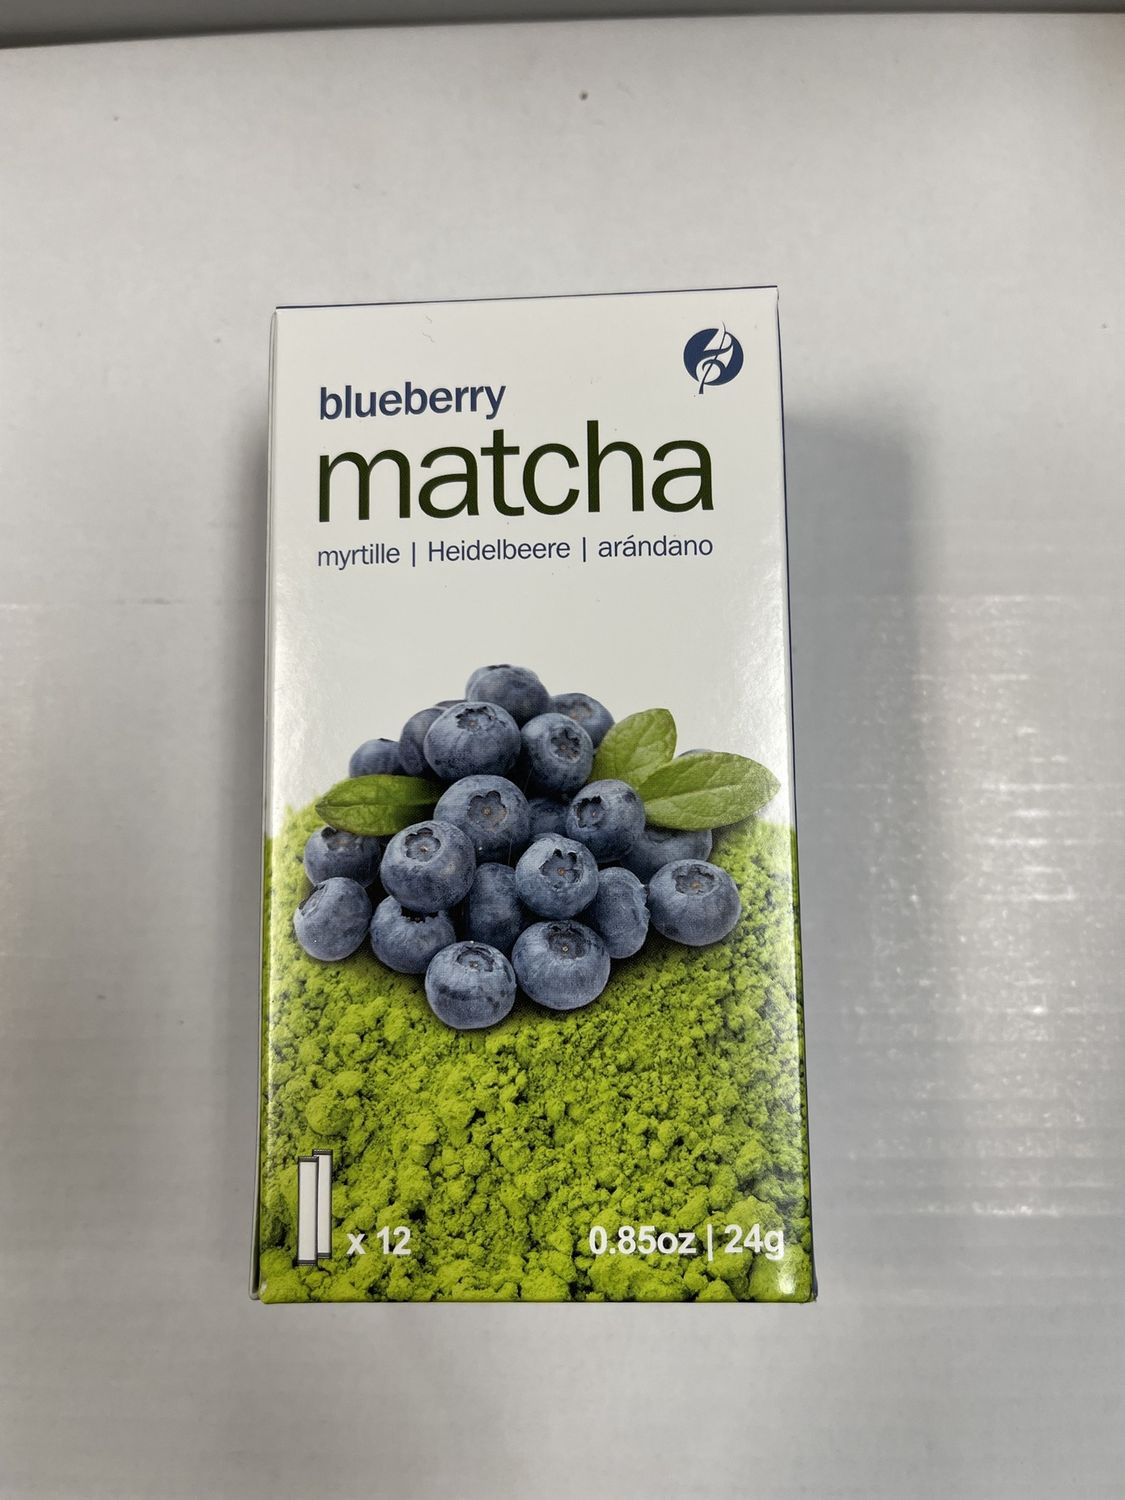 blueberry
matcha
myrtille | Heidelbeere | arándano
x 12
0.85oz | 24g